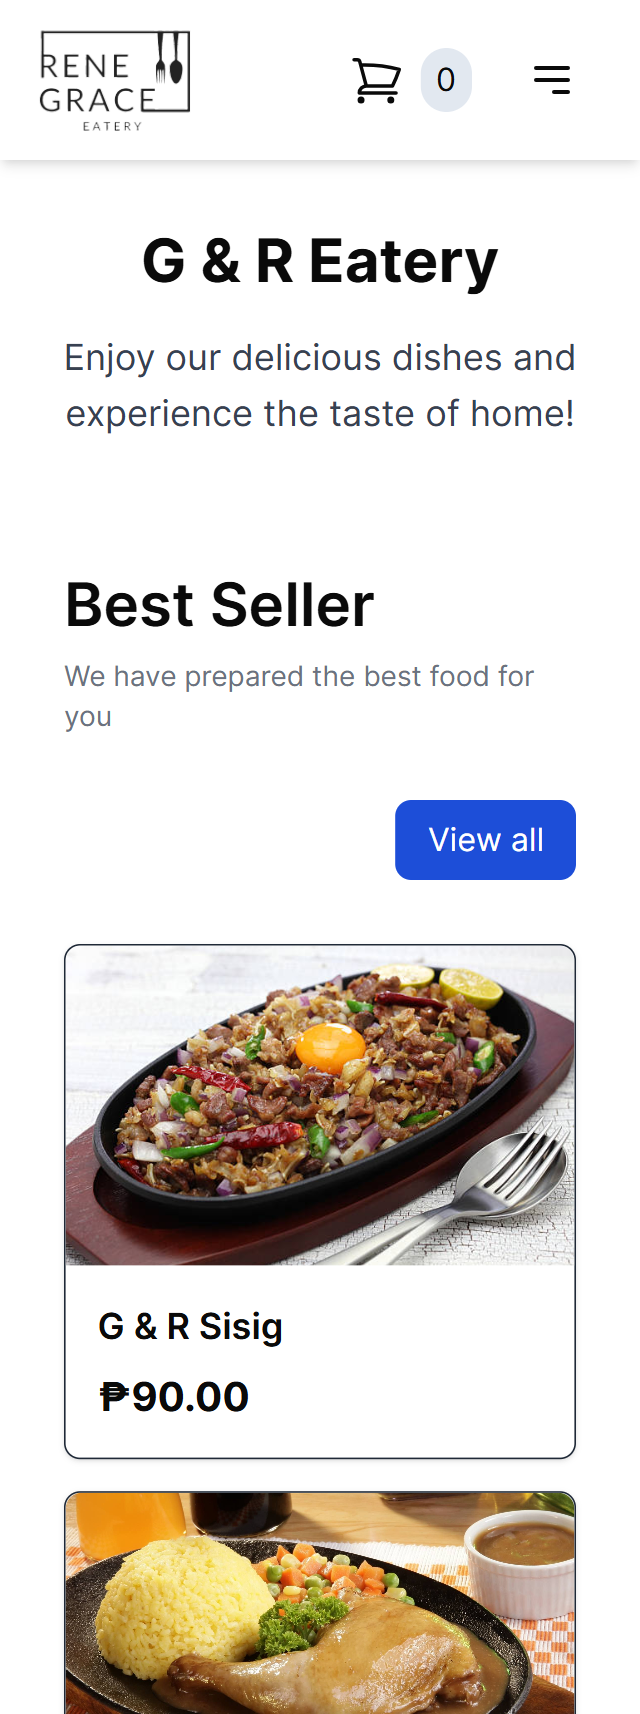 RENE
GRACE
EATERY
0
G & R Eatery
Enjoy our delicious dishes and
experience the taste of home!
Best Seller
We have prepared the best food for
you
View all
G & R Sisig
₱90.00